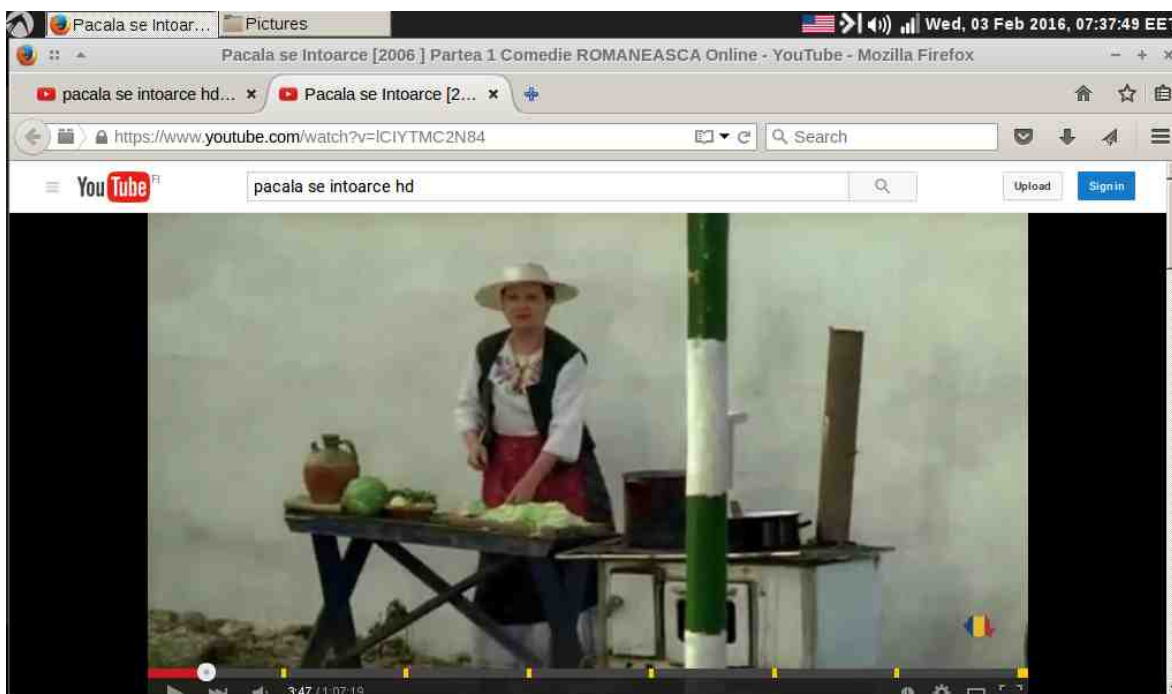 Pacala se Intoar... Pictures Wed, 03 Feb 2016, 07:37:49 EET
Pacala se Intoarce [2006 ] Partea 1 Comedie ROMANEASCA Online - YouTube - Mozilla Firefox
pacala se intoarce hd... Pacala se Intoarce [2...
https://www.youtube.com/watch?v=lCIYTMC2N84 Search
YouTube FI pacala se intoarce hd Upload Sign in
3:47 / 1:07:19